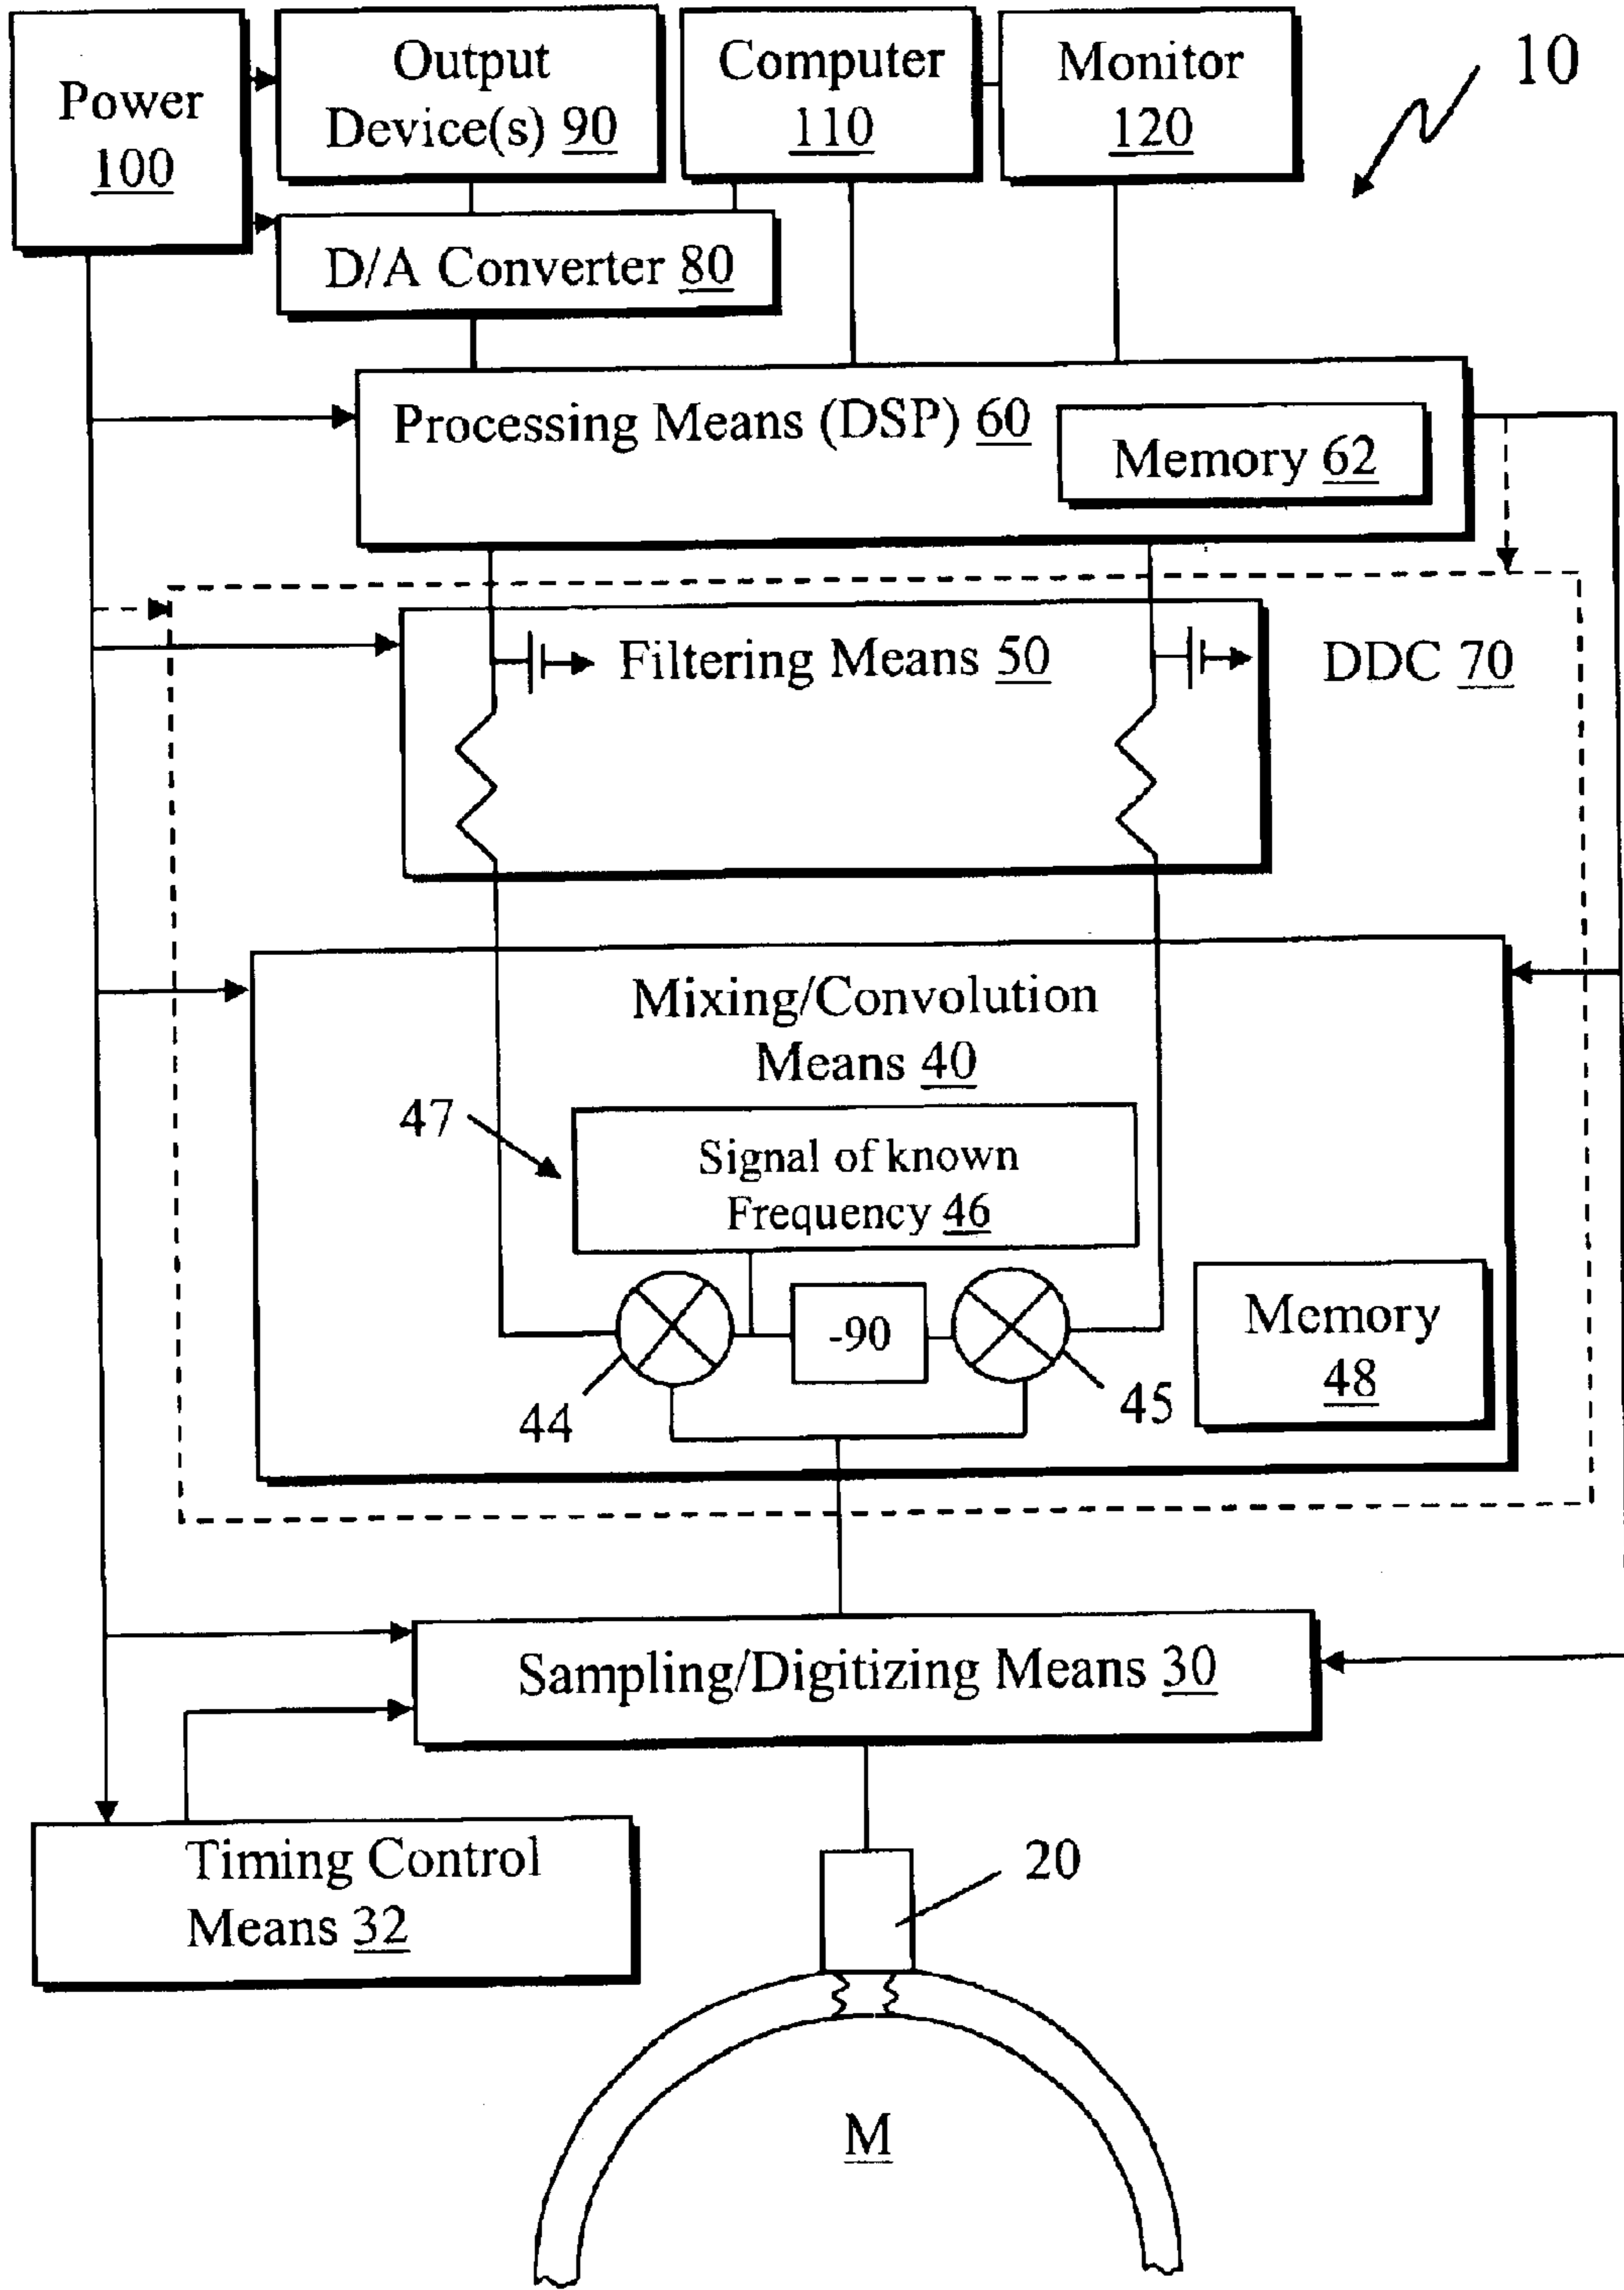 Power
100
Output
Device(s) 90
Computer
110
Monitor
120
10
D/A Converter 80
Processing Means (DSP) 60
Memory 62
Filtering Means 50
DDC 70
Mixing/Convolution
Means 40
47
Signal of known
Frequency 46
-90
44
45
Memory
48
Sampling/Digitizing Means 30
Timing Control
Means 32
20
M